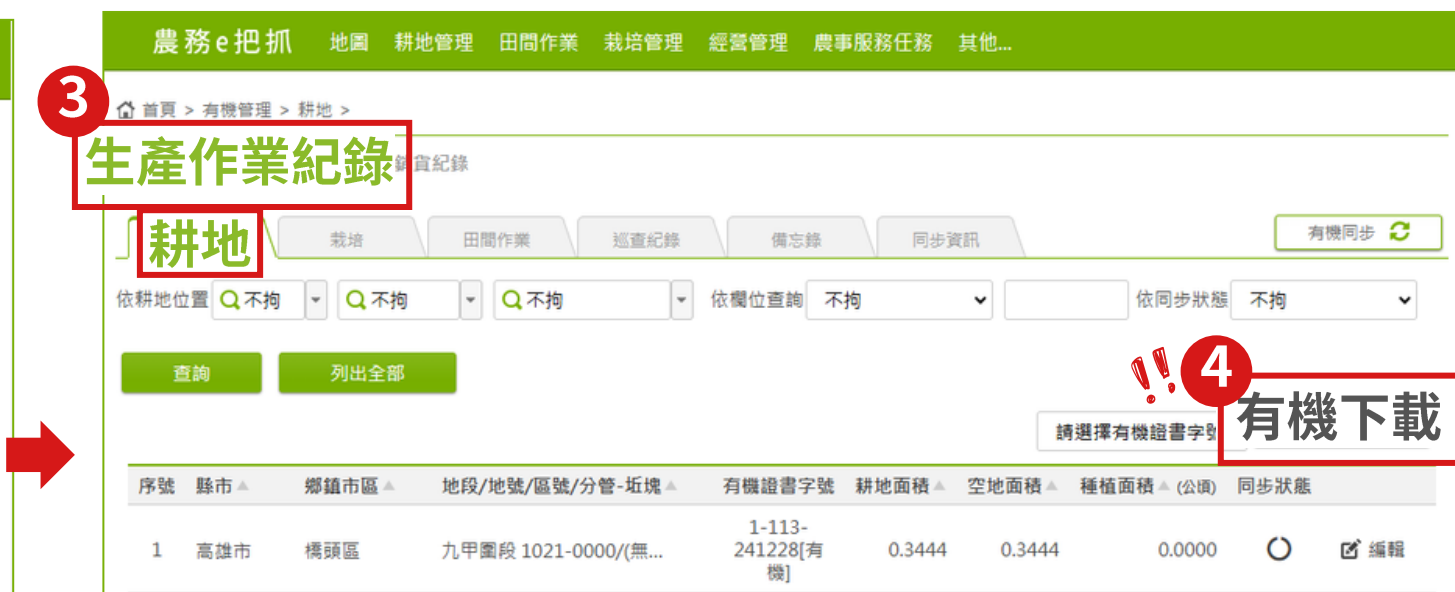 農務e把抓 地圖 耕地管理 田間作業 栽培管理 經營管理 農事服務任務 其他...
3
首頁 > 有機管理 > 耕地 >
生產作業紀錄 銷貨紀錄
耕地 栽培 田間作業 巡查紀錄 備忘錄 同步資訊 有機同步
依耕地位置 不拘 不拘 不拘 依欄位查詢 不拘 依同步狀態 不拘
查詢 列出全部
!! 4
有機下載
請選擇有機證書字號
序號 縣市 鄉鎮市區 地段/地號/區號/分管-坵塊 有機證書字號 耕地面積 空地面積 種植面積 (公頃) 同步狀態
1 高雄市 橋頭區 九甲圍段 1021-0000/(無... 1-113-241228[有機] 0.3444 0.3444 0.0000 編輯